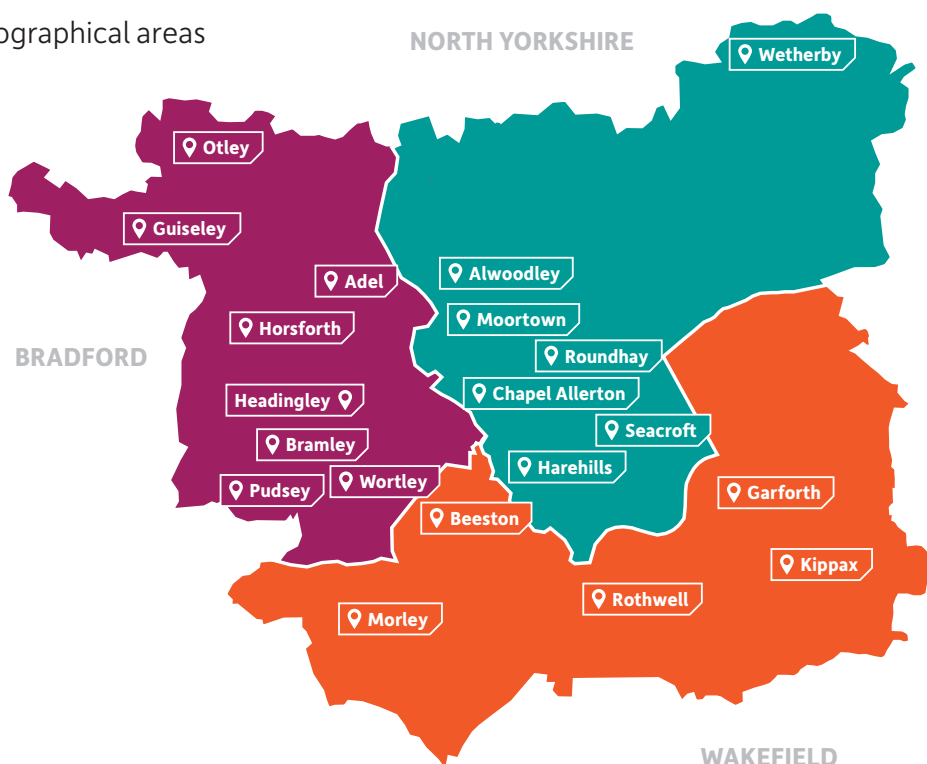 ographical areas
NORTH YORKSHIRE
Wetherby
Otley
Guiseley
Adel
Alwoodley
Horsforth
Moortown
BRADFORD
Roundhay
Headingley
Chapel Allerton
Bramley
Seacroft
Pudsey
Wortley
Harehills
Beeston
Garforth
Kippax
Morley
Rothwell
WAKEFIELD